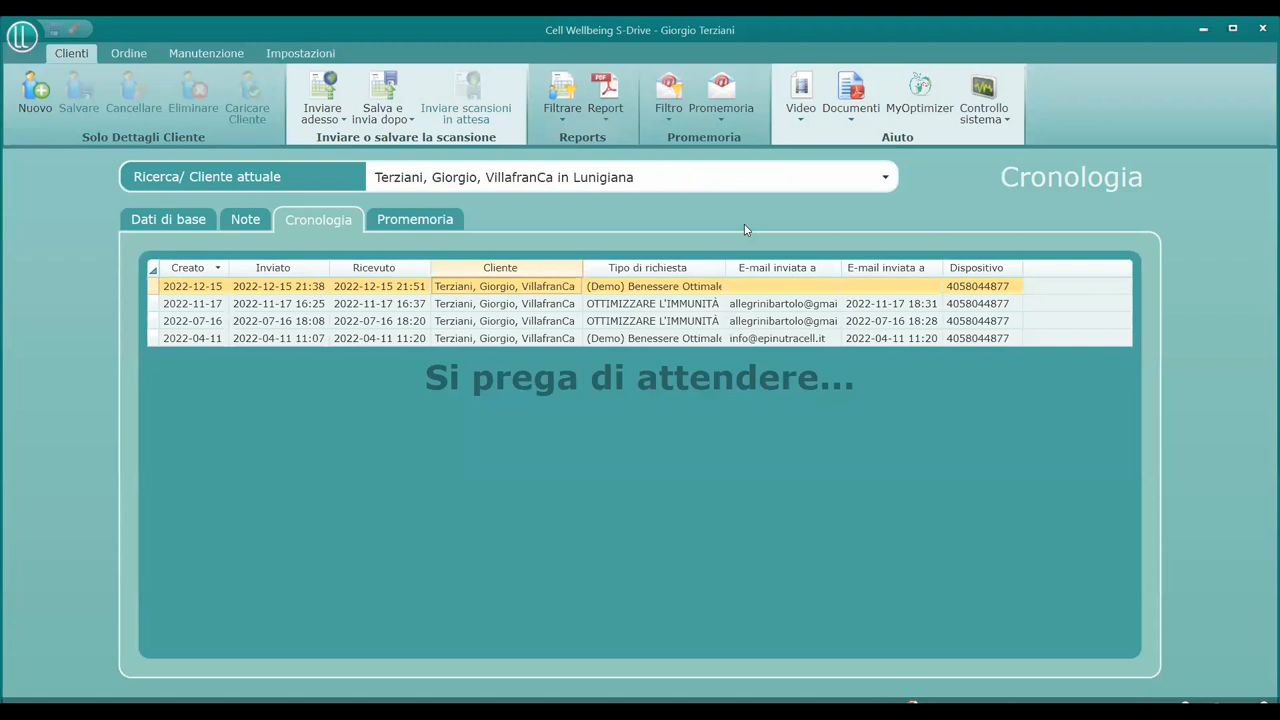 Cell Wellbeing S-Drive - Giorgio Terziani
Clienti Ordine Manutenzione Impostazioni
Nuovo Salvare Cancellare Eliminare Caricare Cliente
Solo Dettagli Cliente
Inviare adesso Salva e invia dopo Inviare scansioni in attesa
Inviare o salvare la scansione
Filtrare PDF Report
Reports
Filtro Promemoria
Promemoria
Video Documenti MyOptimizer Controllo sistema
Aiuto
Ricerca/ Cliente attuale Terziani, Giorgio, VillafranCa in Lunigiana
Cronologia
Dati di base Note Cronologia Promemoria
Creato Inviato Ricevuto Cliente Tipo di richiesta E-mail inviata a E-mail inviata a Dispositivo
2022-12-15 2022-12-15 21:38 2022-12-15 21:51 Terziani, Giorgio, VillafranCa (Demo) Benessere Ottimale 4058044877
2022-11-17 2022-11-17 16:25 2022-11-17 16:37 Terziani, Giorgio, VillafranCa OTTIMIZZARE L'IMMUNITÀ allegrinibartolo@gmai 2022-11-17 18:31 4058044877
2022-07-16 2022-07-16 18:08 2022-07-16 18:20 Terziani, Giorgio, VillafranCa OTTIMIZZARE L'IMMUNITÀ allegrinibartolo@gmai 2022-07-16 18:28 4058044877
2022-04-11 2022-04-11 11:07 2022-04-11 11:20 Terziani, Giorgio, VillafranCa (Demo) Benessere Ottimale info@epinutracell.it 2022-04-11 11:20 4058044877
Si prega di attendere...